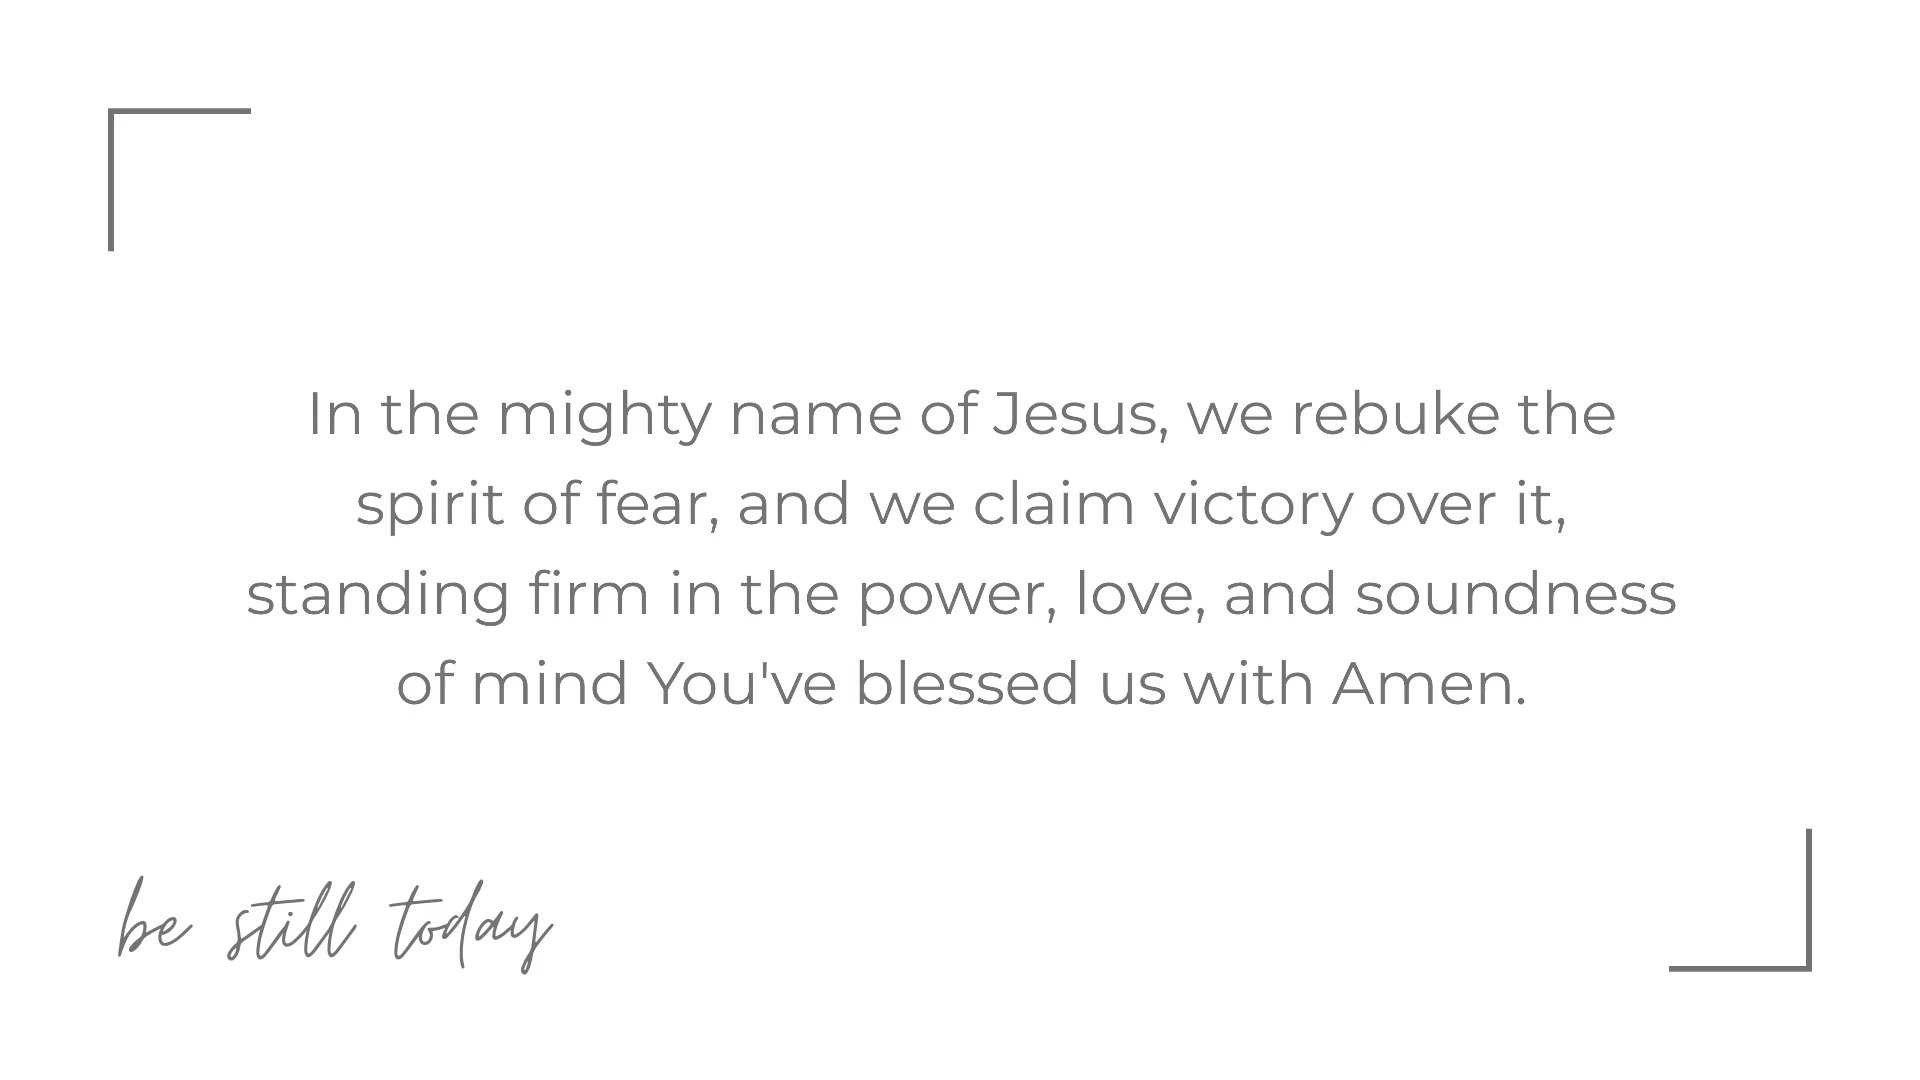 In the mighty name of Jesus, we rebuke the
spirit of fear, and we claim victory over it,
standing firm in the power, love, and soundness
of mind You've blessed us with Amen.
be still today